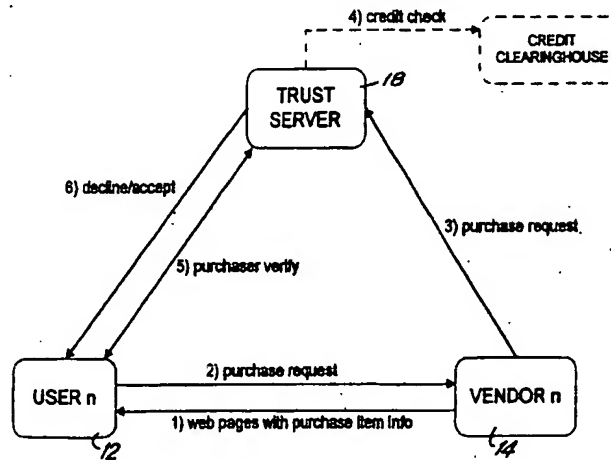 4) credit check
CREDIT
CLEARINGHOUSE
18
TRUST
SERVER
6) decline/accept
3) purchase request
5) purchaser verify
2) purchase request
USER n
VENDOR n
1) web pages with purchase item info
12
14